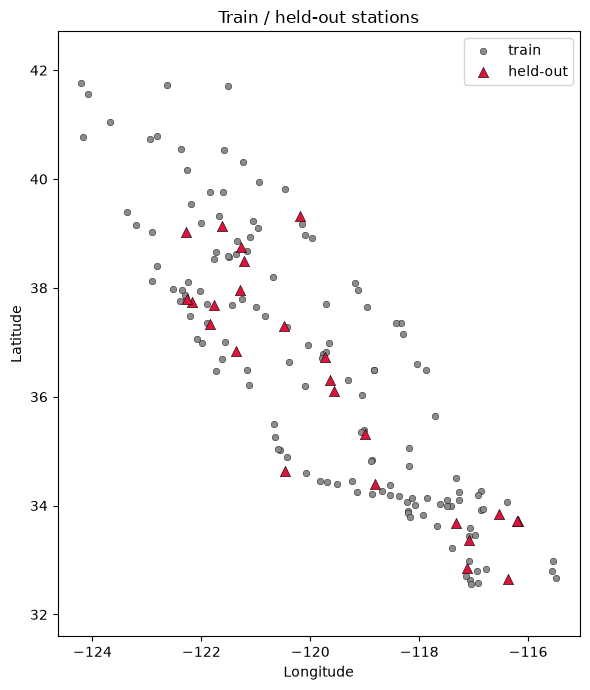 Train / held-out stations
train
held-out
42
40
38
36
34
32
Latitude
−124
−122
−120
−118
−116
Longitude